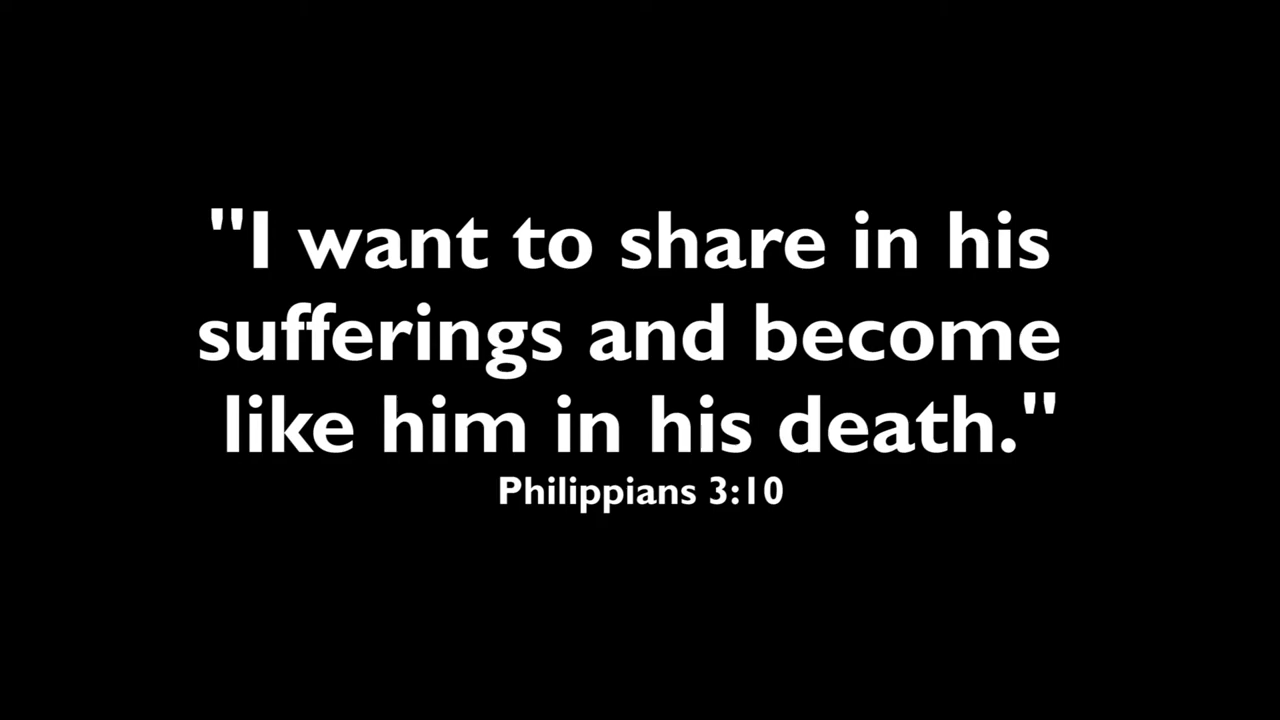 "I want to share in his
sufferings and become
like him in his death."
Philippians 3:10